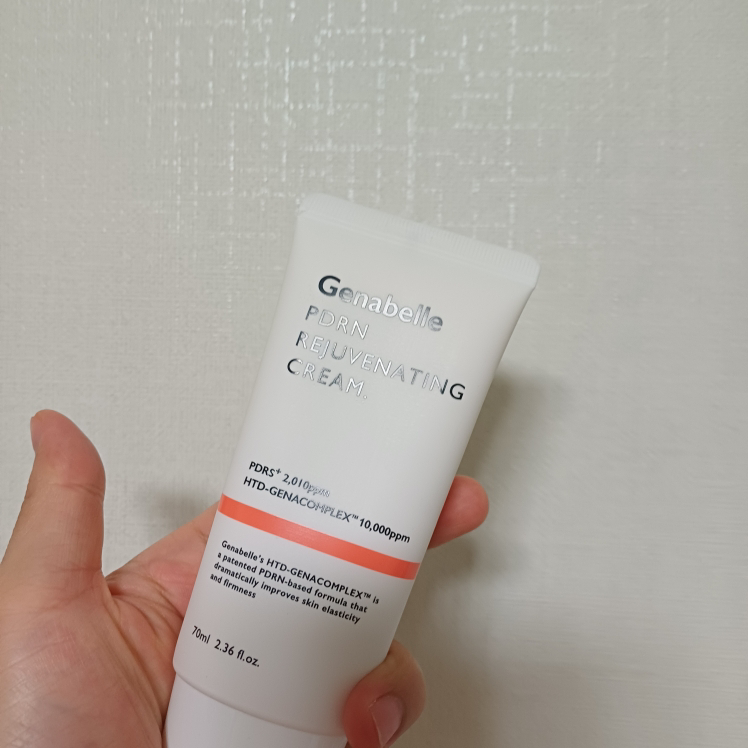 Genabelle
PDRN
REJUVENATING
CREAM.
PDRS⁺ 2,010ppm
HTD-GENACOMPLEX™ 10,000ppm
Genabelle's HTD-GENACOMPLEX™ is
a patented PDRN-based formula that
dramatically improves skin elasticity
and firmness
70ml 2.36 fl.oz.